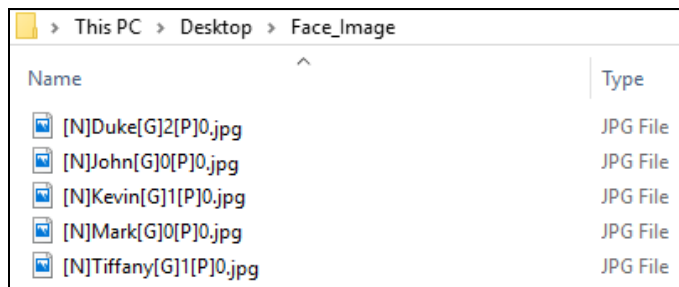 This PC > Desktop > Face_Image
Name Type
[N]Duke[G]2[P]0.jpg JPG File
[N]John[G]0[P]0.jpg JPG File
[N]Kevin[G]1[P]0.jpg JPG File
[N]Mark[G]0[P]0.jpg JPG File
[N]Tiffany[G]1[P]0.jpg JPG File